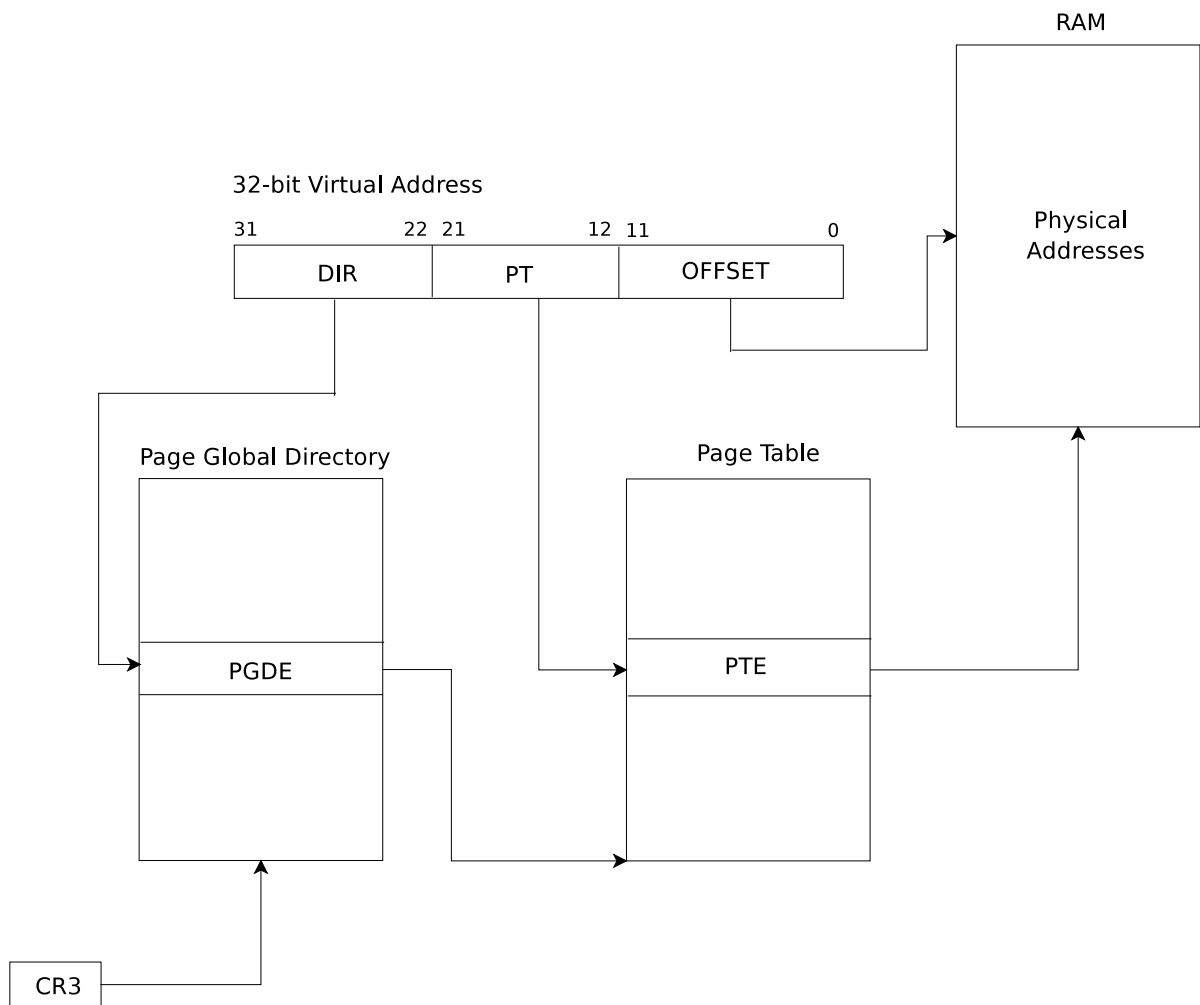 RAM
32-bit Virtual Address
31 22 21 12 11 0
DIR PT OFFSET
Physical
Addresses
Page Global Directory
Page Table
PGDE
PTE
CR3